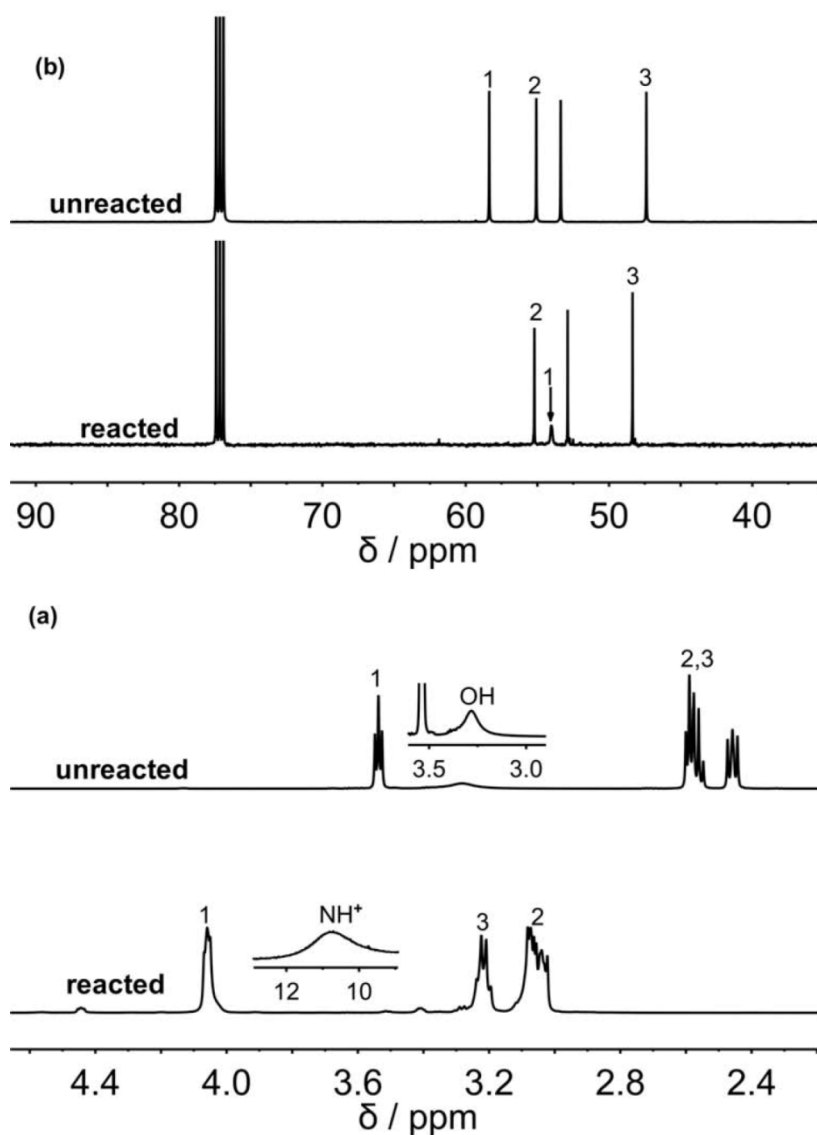 (b)
1 2 3
unreacted
3
2
1
reacted
90 80 70 60 50 40
δ / ppm
(a)
2,3
1 OH
3.5 3.0
unreacted
1 NH⁺ 3 2
12 10
reacted
4.4 4.0 3.6 3.2 2.8 2.4
δ / ppm